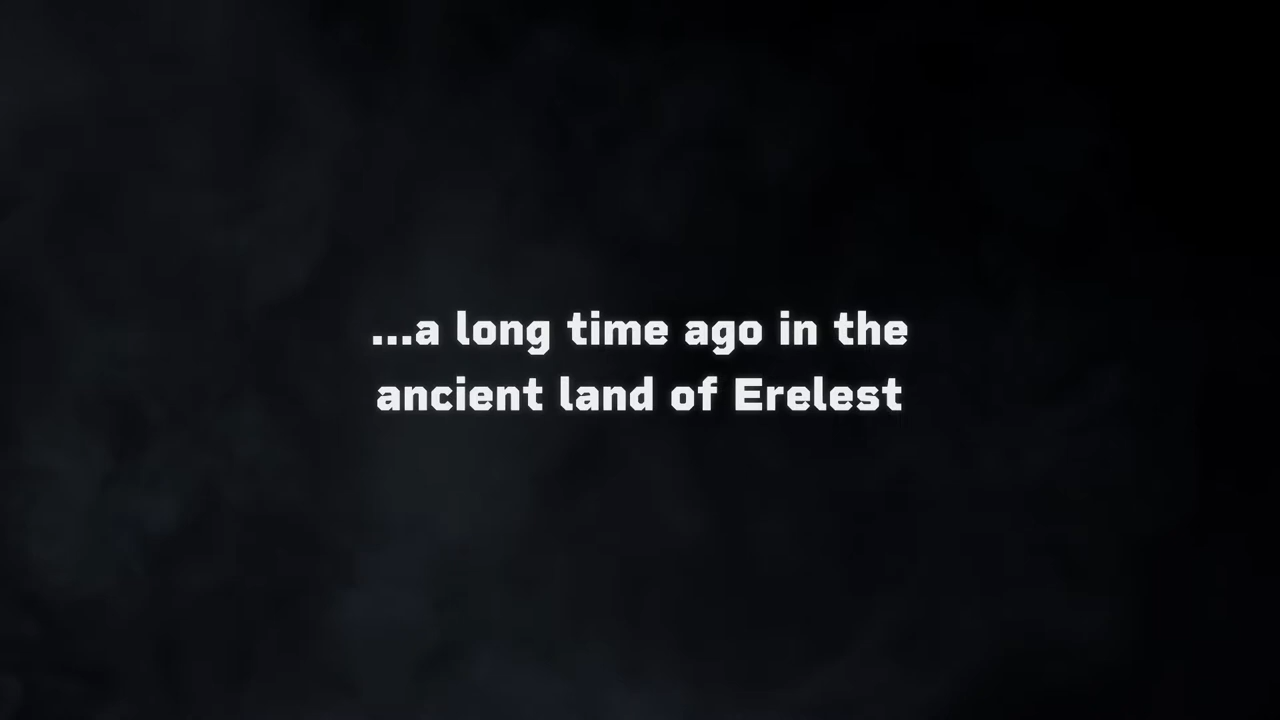 ...a long time ago in the
ancient land of Erelest